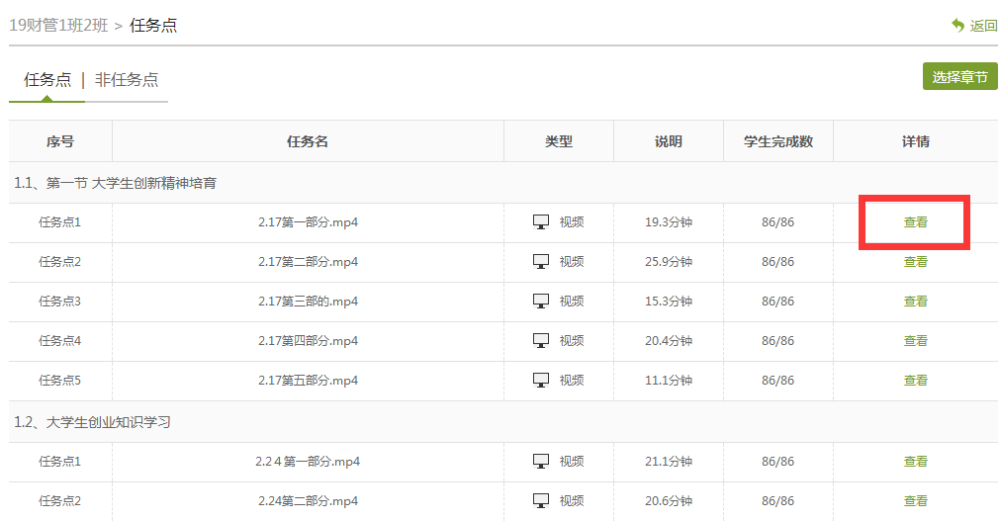 19财管1班2班 > 任务点 返回
任务点 | 非任务点 选择章节
序号 任务名 类型 说明 学生完成数 详情
1.1、第一节 大学生创新精神培育
任务点1 2.17第一部分.mp4 视频 19.3分钟 86/86 查看
任务点2 2.17第二部分.mp4 视频 25.9分钟 86/86 查看
任务点3 2.17第三部的.mp4 视频 15.3分钟 86/86 查看
任务点4 2.17第四部分.mp4 视频 20.4分钟 86/86 查看
任务点5 2.17第五部分.mp4 视频 11.1分钟 86/86 查看
1.2、大学生创业知识学习
任务点1 2.2４第一部分.mp4 视频 21.1分钟 86/86 查看
任务点2 2.24第二部分.mp4 视频 20.6分钟 86/86 查看